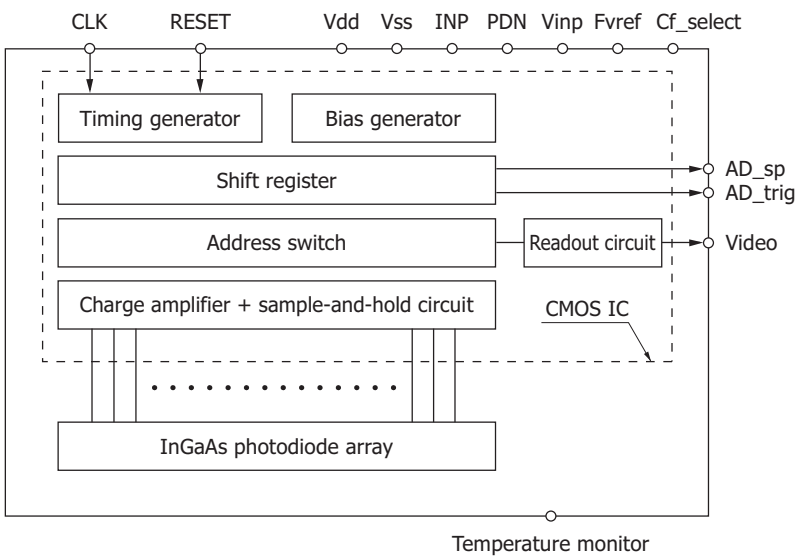 CLK RESET Vdd Vss INP PDN Vinp Fvref Cf_select
Timing generator
Bias generator
Shift register
AD_sp
AD_trig
Address switch
Readout circuit
Video
Charge amplifier + sample-and-hold circuit
CMOS IC
InGaAs photodiode array
Temperature monitor